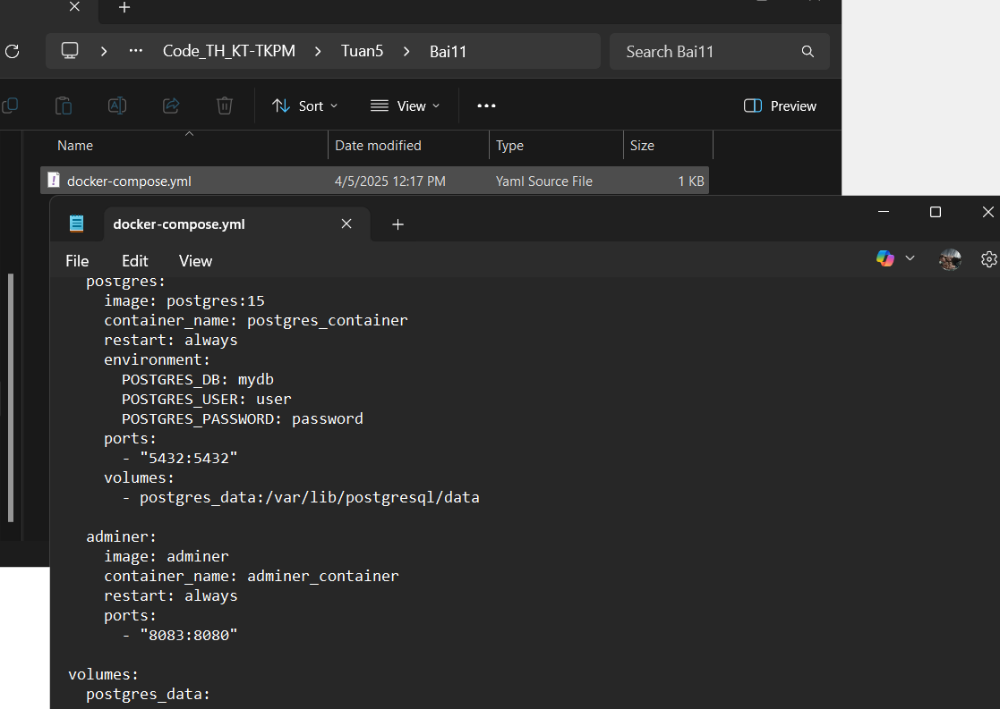 Code_TH_KT-TKPM > Tuan5 > Bai11
Search Bai11
Sort
View
Preview
Name
Date modified
Type
Size
docker-compose.yml
4/5/2025 12:17 PM
Yaml Source File
1 KB
docker-compose.yml
File
Edit
View
postgres:
image: postgres:15
container_name: postgres_container
restart: always
environment:
POSTGRES_DB: mydb
POSTGRES_USER: user
POSTGRES_PASSWORD: password
ports:
- "5432:5432"
volumes:
- postgres_data:/var/lib/postgresql/data
adminer:
image: adminer
container_name: adminer_container
restart: always
ports:
- "8083:8080"
volumes:
postgres_data: